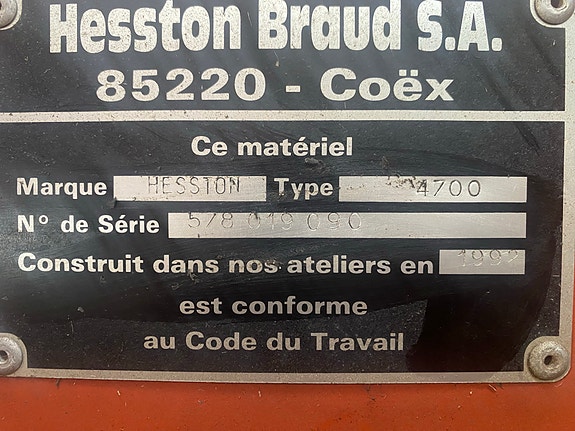 Hesston Braud S.A.
85220 - Coëx
Ce matériel
Marque HESSTON Type 4700
N° de Série 578 019 090
Construit dans nos ateliers en 1992
est conforme
au Code du Travail